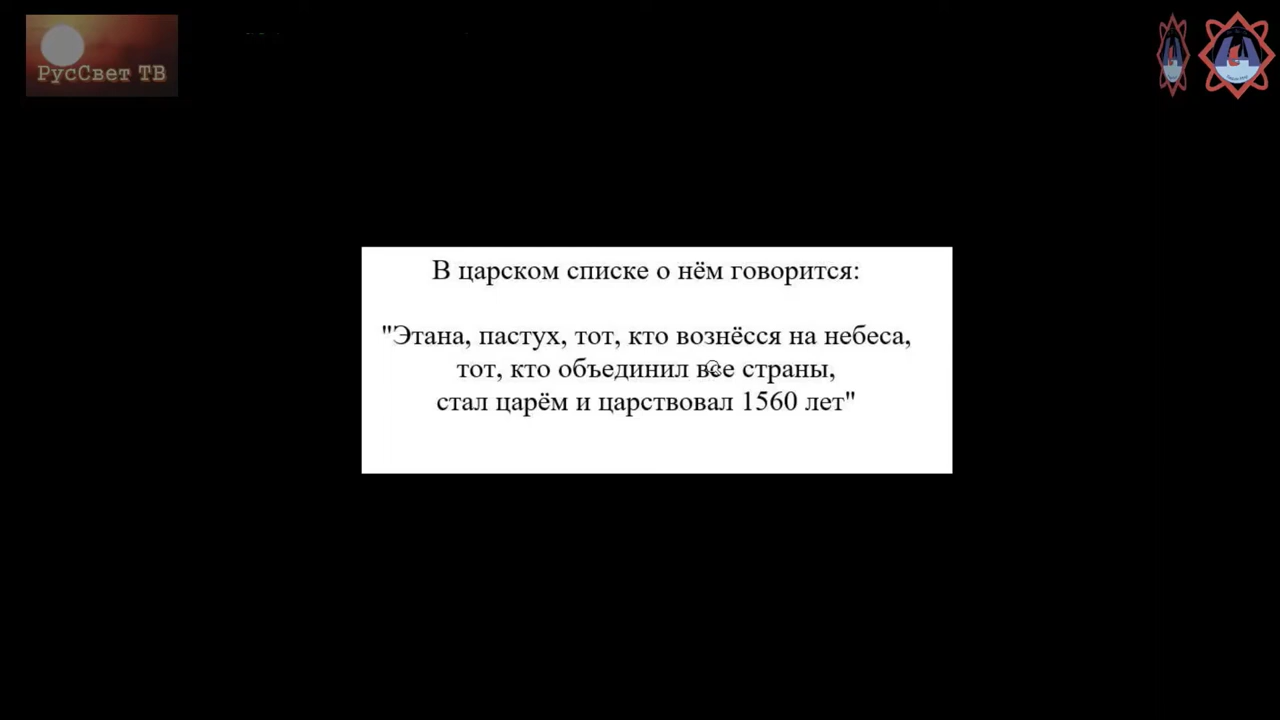 РусСвет ТВ
В царском списке о нём говорится:
"Этана, пастух, тот, кто вознёсся на небеса,
тот, кто объединил все страны,
стал царём и царствовал 1560 лет"